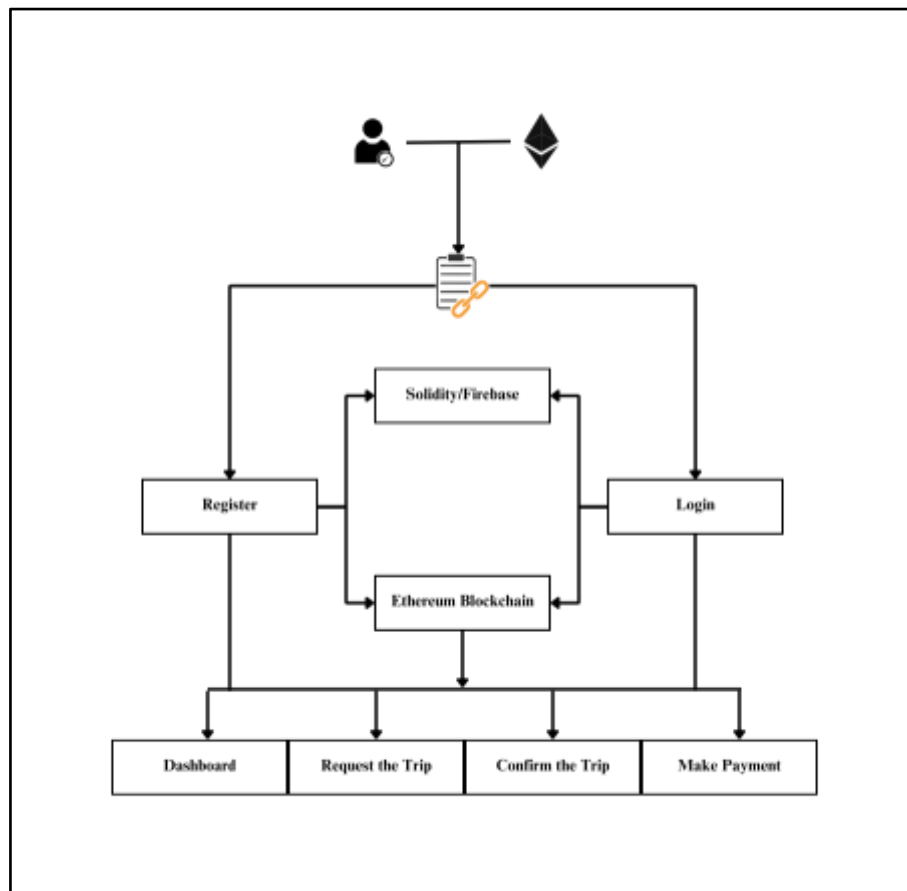 Solidity/Firebase
Register
Login
Ethereum Blockchain
Dashboard
Request the Trip
Confirm the Trip
Make Payment